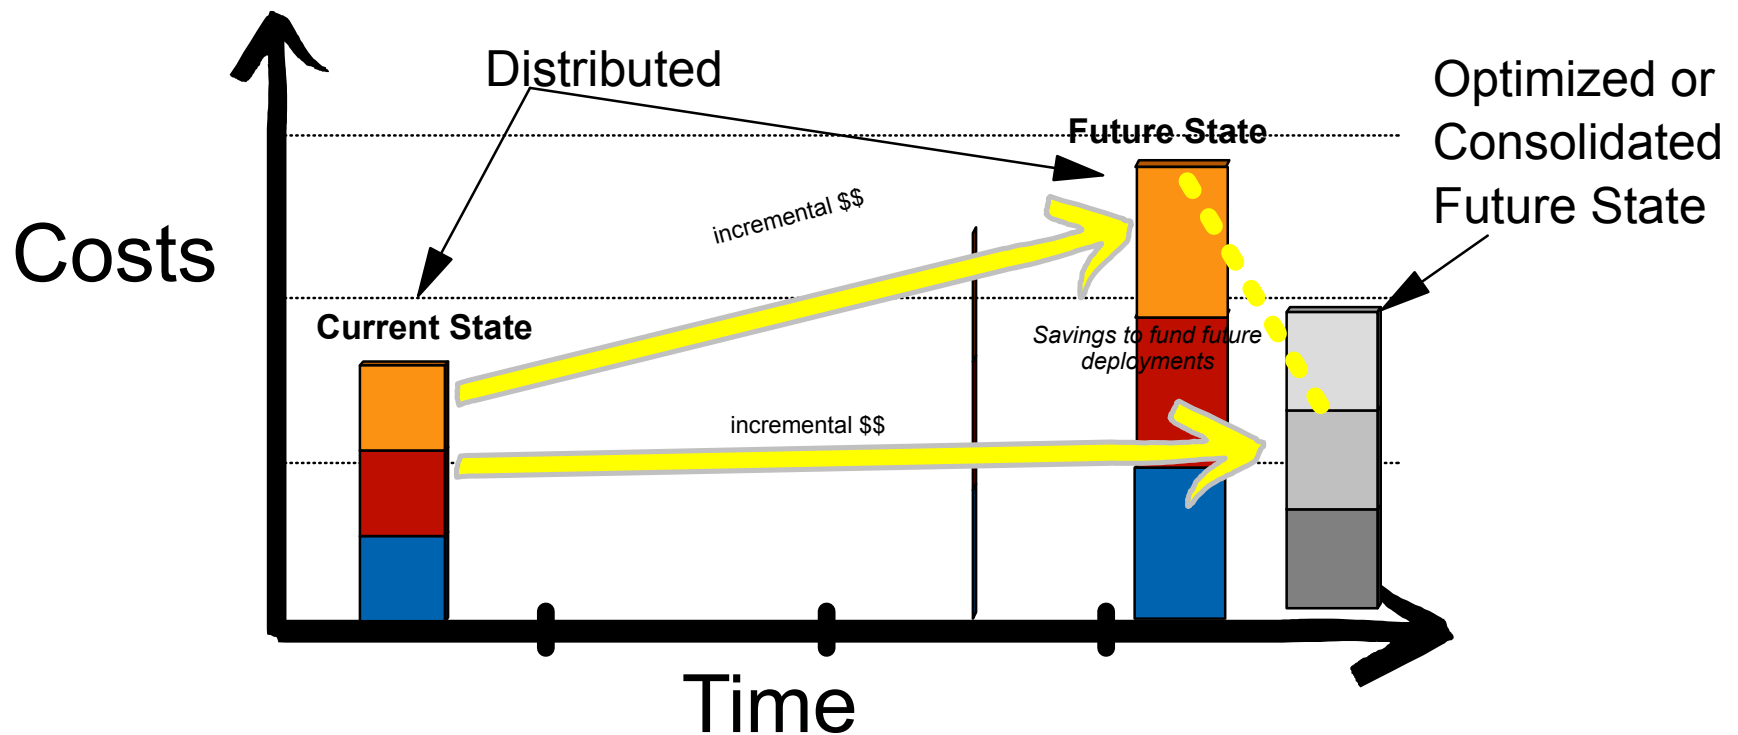 Distributed
Optimized or
Consolidated
Future State
Future State
incremental $$
Costs
Current State
Savings to fund future
deployments
incremental $$
Time